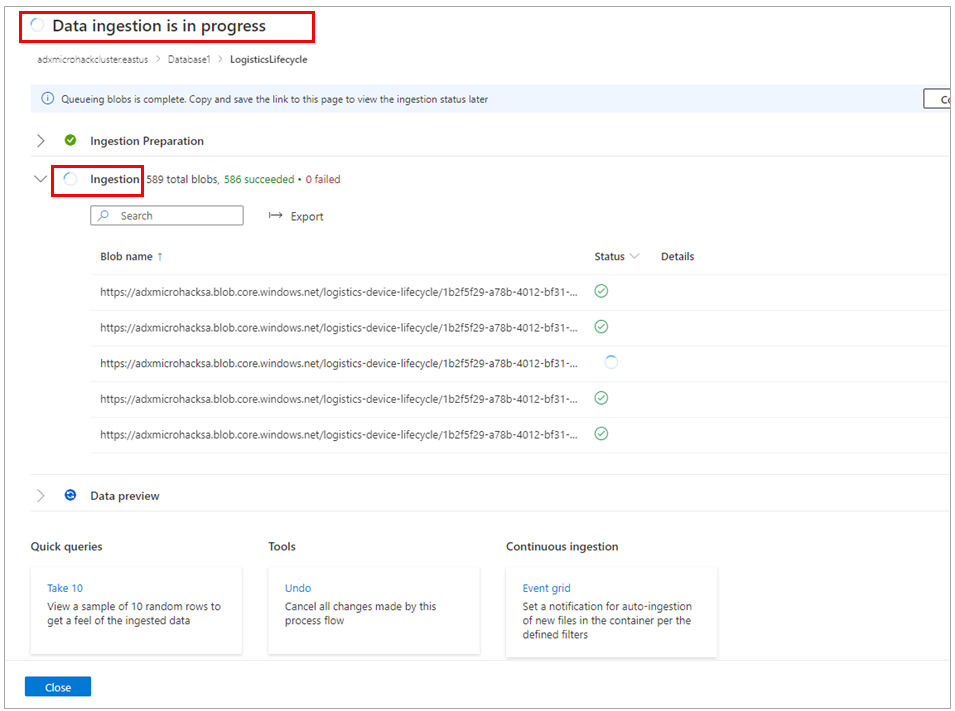 Data ingestion is in progress
adxmicrohackcluster.eastus > Database1 > LogisticsLifecycle
Queueing blobs is complete. Copy and save the link to this page to view the ingestion status later
Ingestion Preparation
Ingestion 589 total blobs, 586 succeeded • 0 failed
Search Export
Blob name ↑ Status Details
https://adxmicrohacksa.blob.core.windows.net/logistics-device-lifecycle/1b2f5f29-a78b-4012-bf31-...
https://adxmicrohacksa.blob.core.windows.net/logistics-device-lifecycle/1b2f5f29-a78b-4012-bf31-...
https://adxmicrohacksa.blob.core.windows.net/logistics-device-lifecycle/1b2f5f29-a78b-4012-bf31-...
https://adxmicrohacksa.blob.core.windows.net/logistics-device-lifecycle/1b2f5f29-a78b-4012-bf31-...
https://adxmicrohacksa.blob.core.windows.net/logistics-device-lifecycle/1b2f5f29-a78b-4012-bf31-...
Data preview
Quick queries
Take 10
View a sample of 10 random rows to
get a feel of the ingested data
Tools
Undo
Cancel all changes made by this
process flow
Continuous ingestion
Event grid
Set a notification for auto-ingestion
of new files in the container per the
defined filters
Close